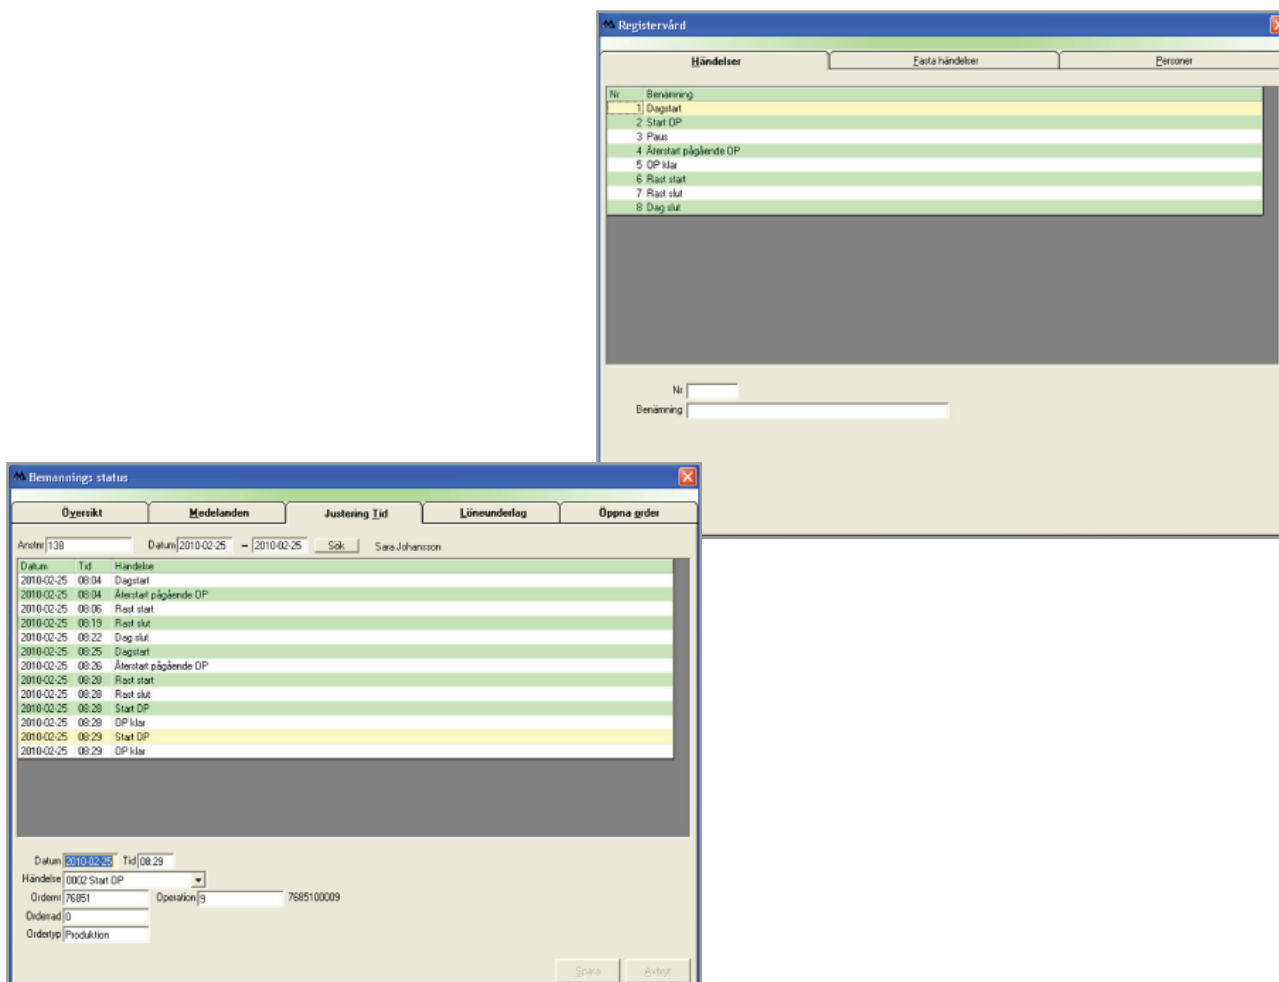 Registervård
Händelser Fasta händelser Personer
Nr Benämning
1 Dagstart
2 Start OP
3 Paus
4 Återstart pågående OP
5 OP klar
6 Rast start
7 Rast slut
8 Dag slut
Nr
Benämning
Bemannings status
Översikt Medelanden Justering Tid Löneunderlag Öppna order
Anstnr 138 Datum 2010-02-25 – 2010-02-25 Sök Sara Johansson
Datum Tid Händelse
2010-02-25 08:04 Dagstart
2010-02-25 08:04 Återstart pågående OP
2010-02-25 08:06 Rast start
2010-02-25 08:19 Rast slut
2010-02-25 08:22 Dag slut
2010-02-25 08:25 Dagstart
2010-02-25 08:26 Återstart pågående OP
2010-02-25 08:28 Rast start
2010-02-25 08:28 Rast slut
2010-02-25 08:28 Start OP
2010-02-25 08:28 OP klar
2010-02-25 08:29 Start OP
2010-02-25 08:29 OP klar
Datum 2010-02-25 Tid 08:29
Händelse 0002 Start OP
Ordernr 76851 Operation 9 7685100009
Orderrad 0
Ordertyp Produktion
Spara Avbryt